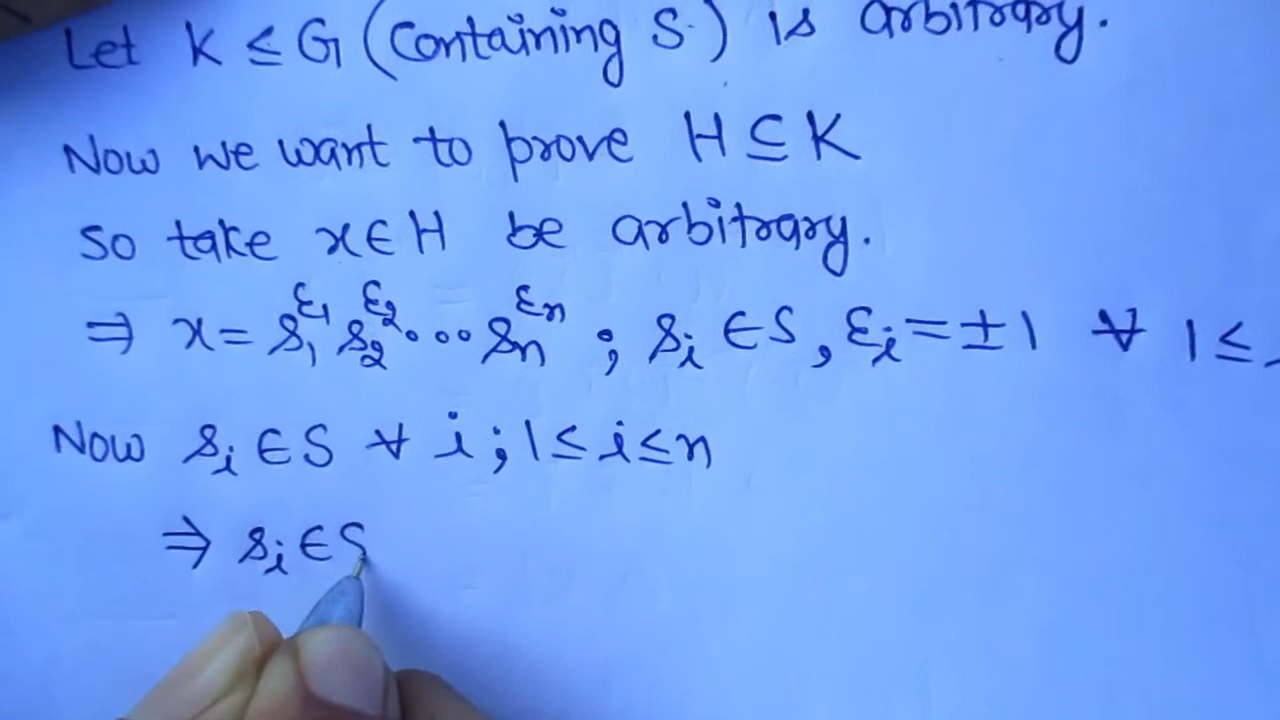 Let K ≤ G (Containing S.) is arbitrary.
Now we want to prove H ⊆ K
So take x ∈ H be arbitrary.
⇒ x = s₁^ε₁ s₂^ε₂ ... sₙ^εₙ ; sᵢ ∈ S, εᵢ = ±1 ∀ 1 ≤
Now sᵢ ∈ S ∀ i ; 1 ≤ i ≤ n
⇒ sᵢ ∈ S